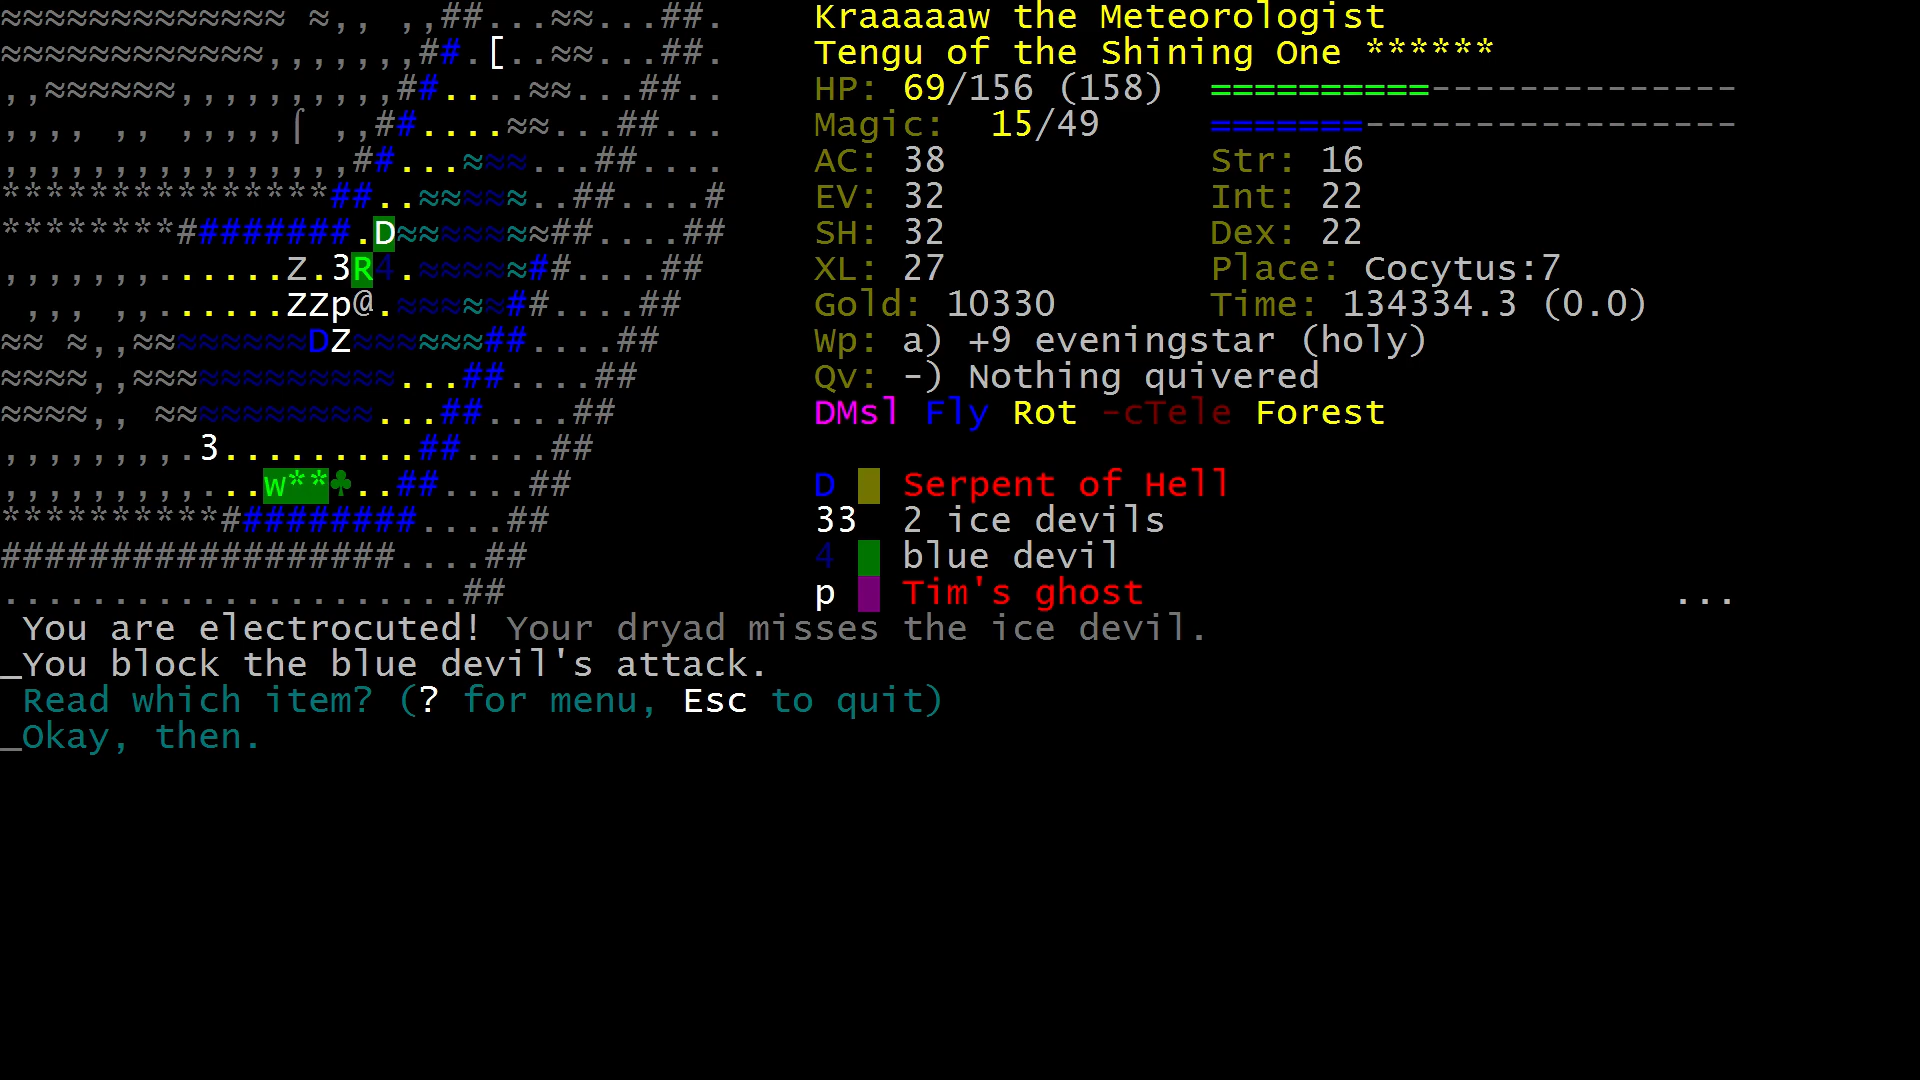 Kraaaaaw the Meteorologist
Tengu of the Shining One ******
HP: 69/156 (158)
Magic: 15/49
AC: 38 Str: 16
EV: 32 Int: 22
SH: 32 Dex: 22
XL: 27 Place: Cocytus:7
Gold: 10330 Time: 134334.3 (0.0)
Wp: a) +9 eveningstar (holy)
Qv: -) Nothing quivered
DMsl Fly Rot -cTele Forest
D Serpent of Hell
33 2 ice devils
4 blue devil
p Tim's ghost ...
You are electrocuted! Your dryad misses the ice devil.
_You block the blue devil's attack.
Read which item? (? for menu, Esc to quit)
_Okay, then.